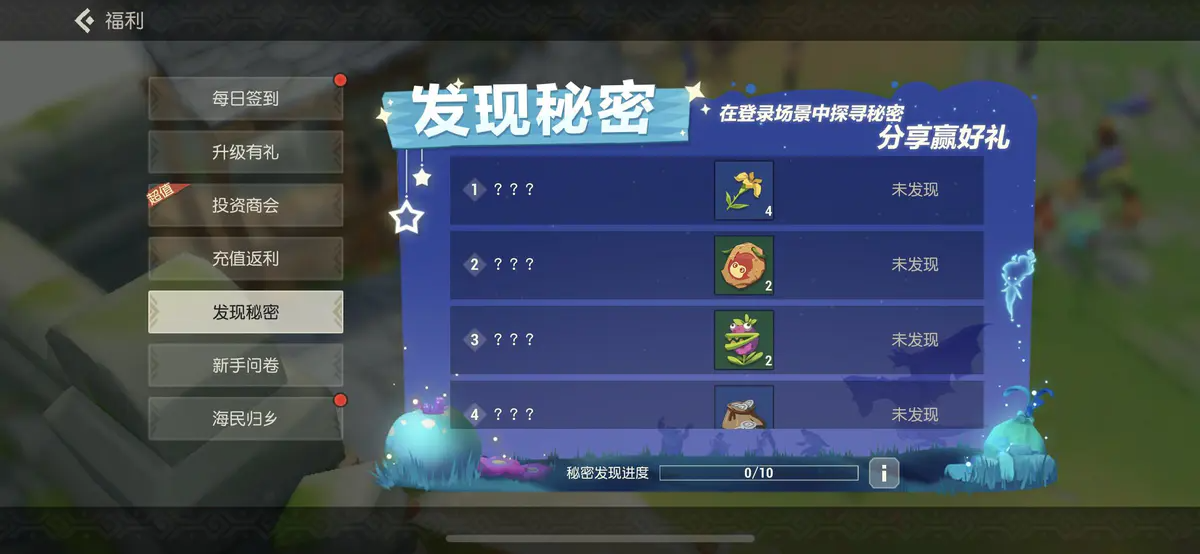 福利
每日签到
升级有礼
超值
投资商会
充值返利
发现秘密
新手问卷
海民归乡
发现秘密
在登录场景中探寻秘密
分享赢好礼
1 ? ? ? 4 未发现
2 ? ? ? 2 未发现
3 ? ? ? 2 未发现
4 ? ? ? 未发现
秘密发现进度 0/10 i